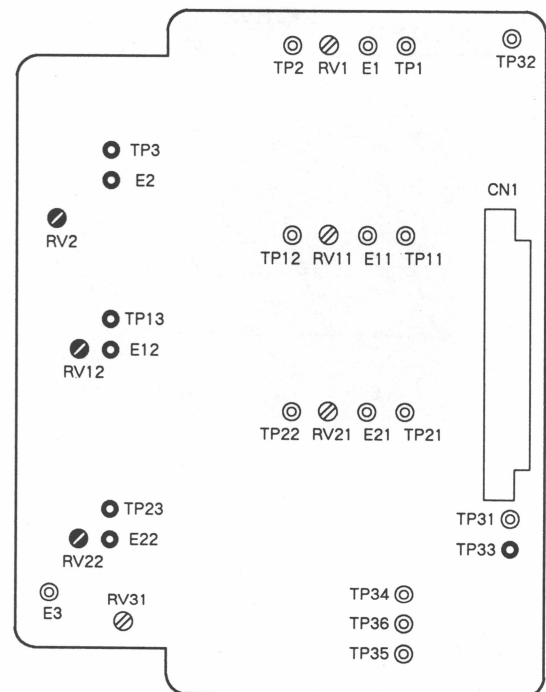 TP2 RV1 E1 TP1
TP32
TP3
E2
CN1
RV2
TP12 RV11 E11 TP11
TP13
E12
RV12
TP22 RV21 E21 TP21
TP23
TP31
E22
TP33
RV22
TP34
RV31
E3
TP36
TP35